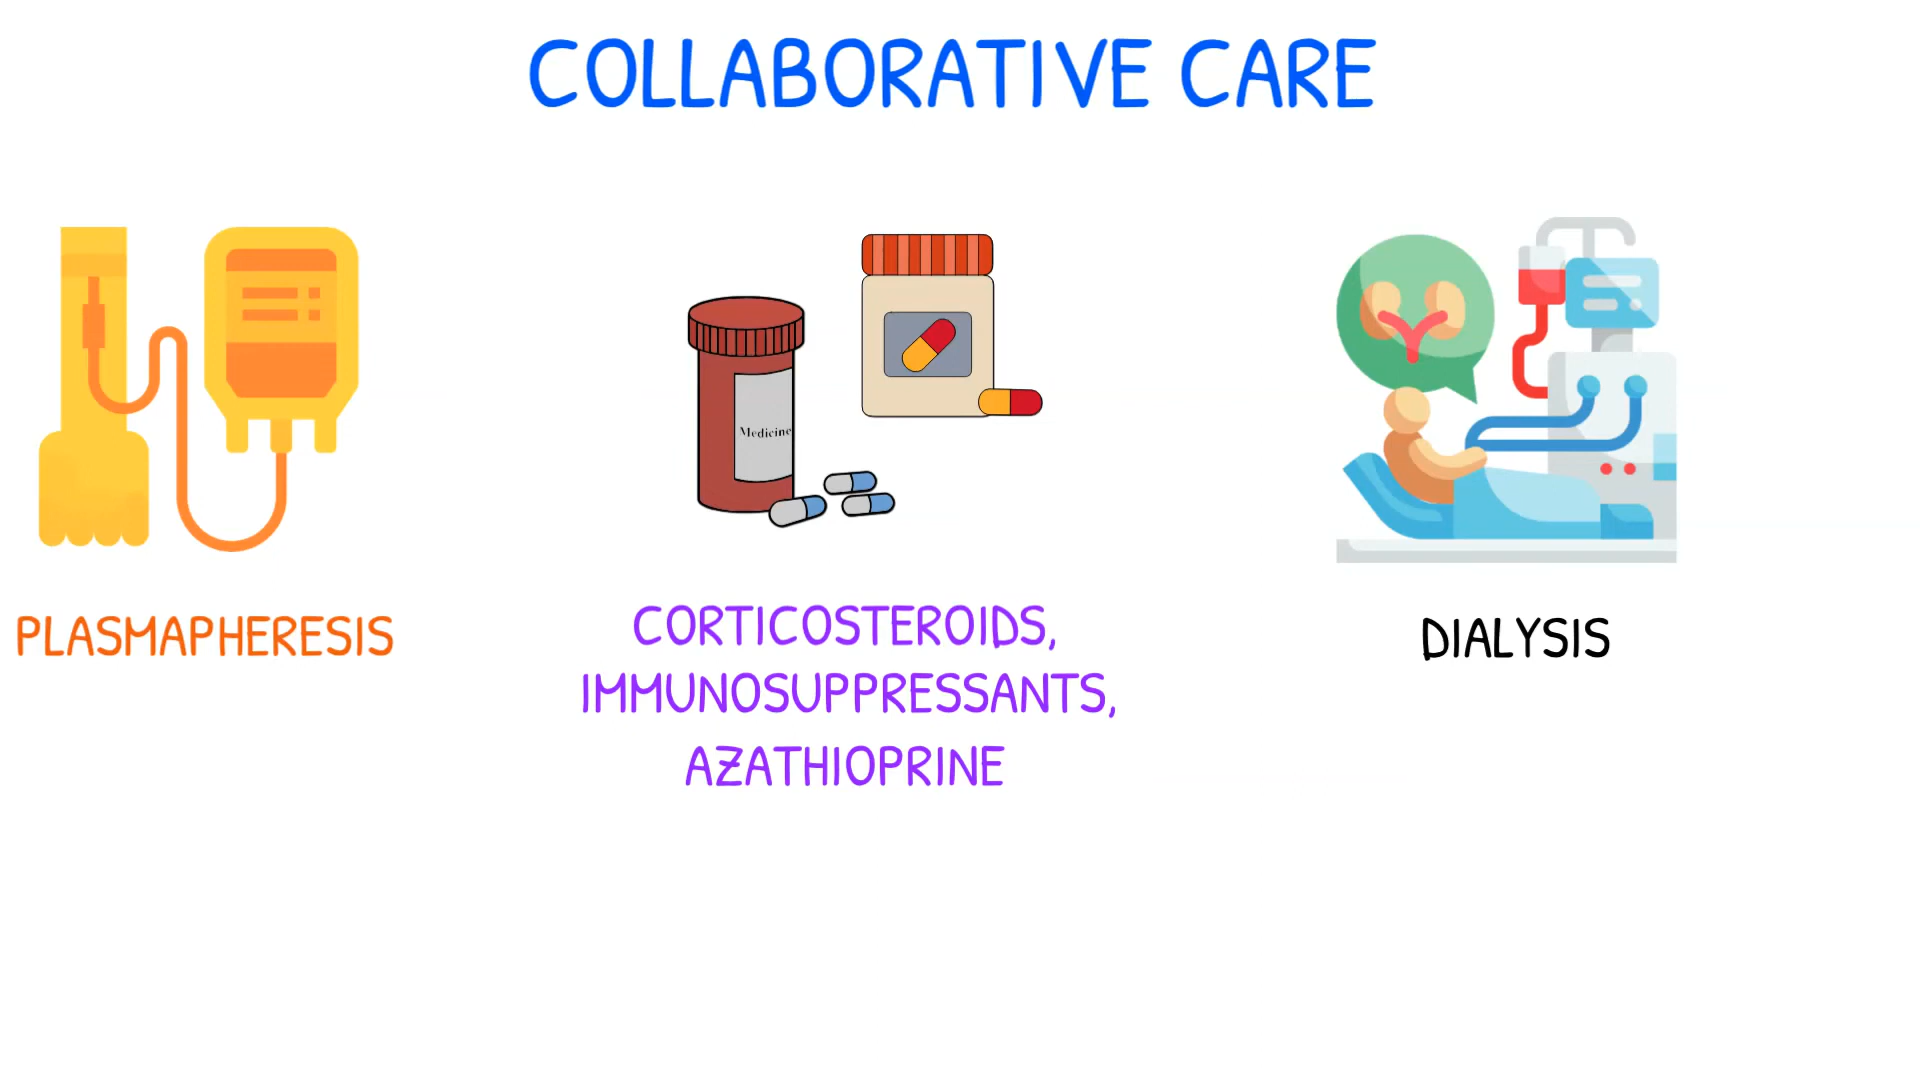 COLLABORATIVE CARE
Medicine
PLASMAPHERESIS
CORTICOSTEROIDS,
IMMUNOSUPPRESSANTS,
AZATHIOPRINE
DIALYSIS